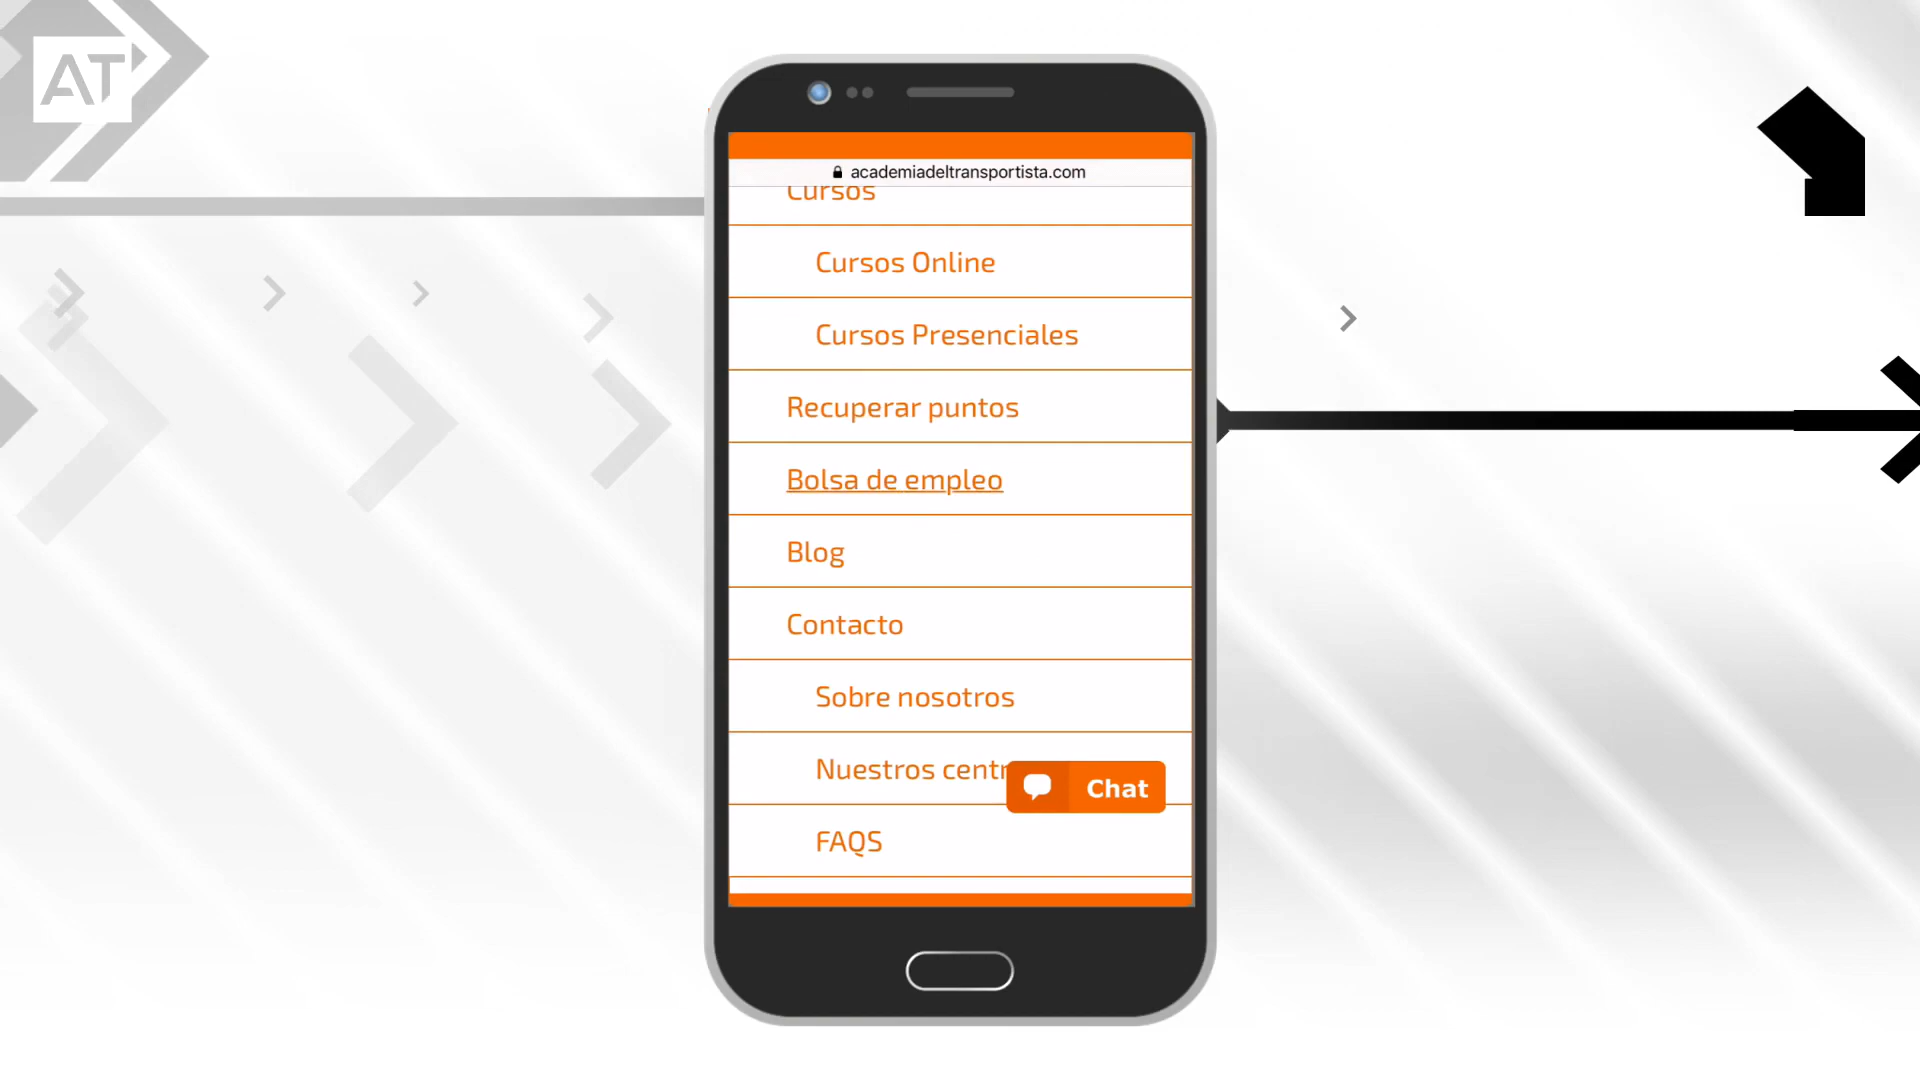 AT
academiadeltransportista.com
Cursos
Cursos Online
Cursos Presenciales
Recuperar puntos
Bolsa de empleo
Blog
Contacto
Sobre nosotros
Nuestros centr
Chat
FAQS